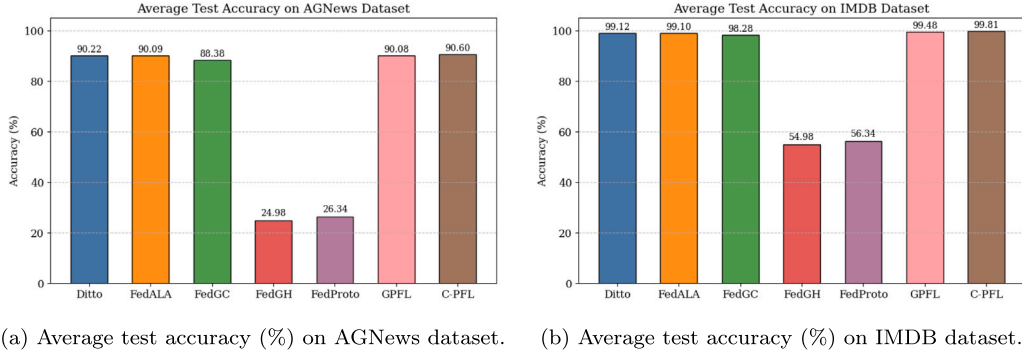 Average Test Accuracy on AGNews Dataset
100
80
60
40
20
0
Accuracy (%)
90.22
90.09
88.38
24.98
26.34
90.08
90.60
Ditto
FedALA
FedGC
FedGH
FedProto
GPFL
C-PFL
(a) Average test accuracy (%) on AGNews dataset.
Average Test Accuracy on IMDB Dataset
100
80
60
40
20
0
Accuracy (%)
99.12
99.10
98.28
54.98
56.34
99.48
99.81
Ditto
FedALA
FedGC
FedGH
FedProto
GPFL
C-PFL
(b) Average test accuracy (%) on IMDB dataset.